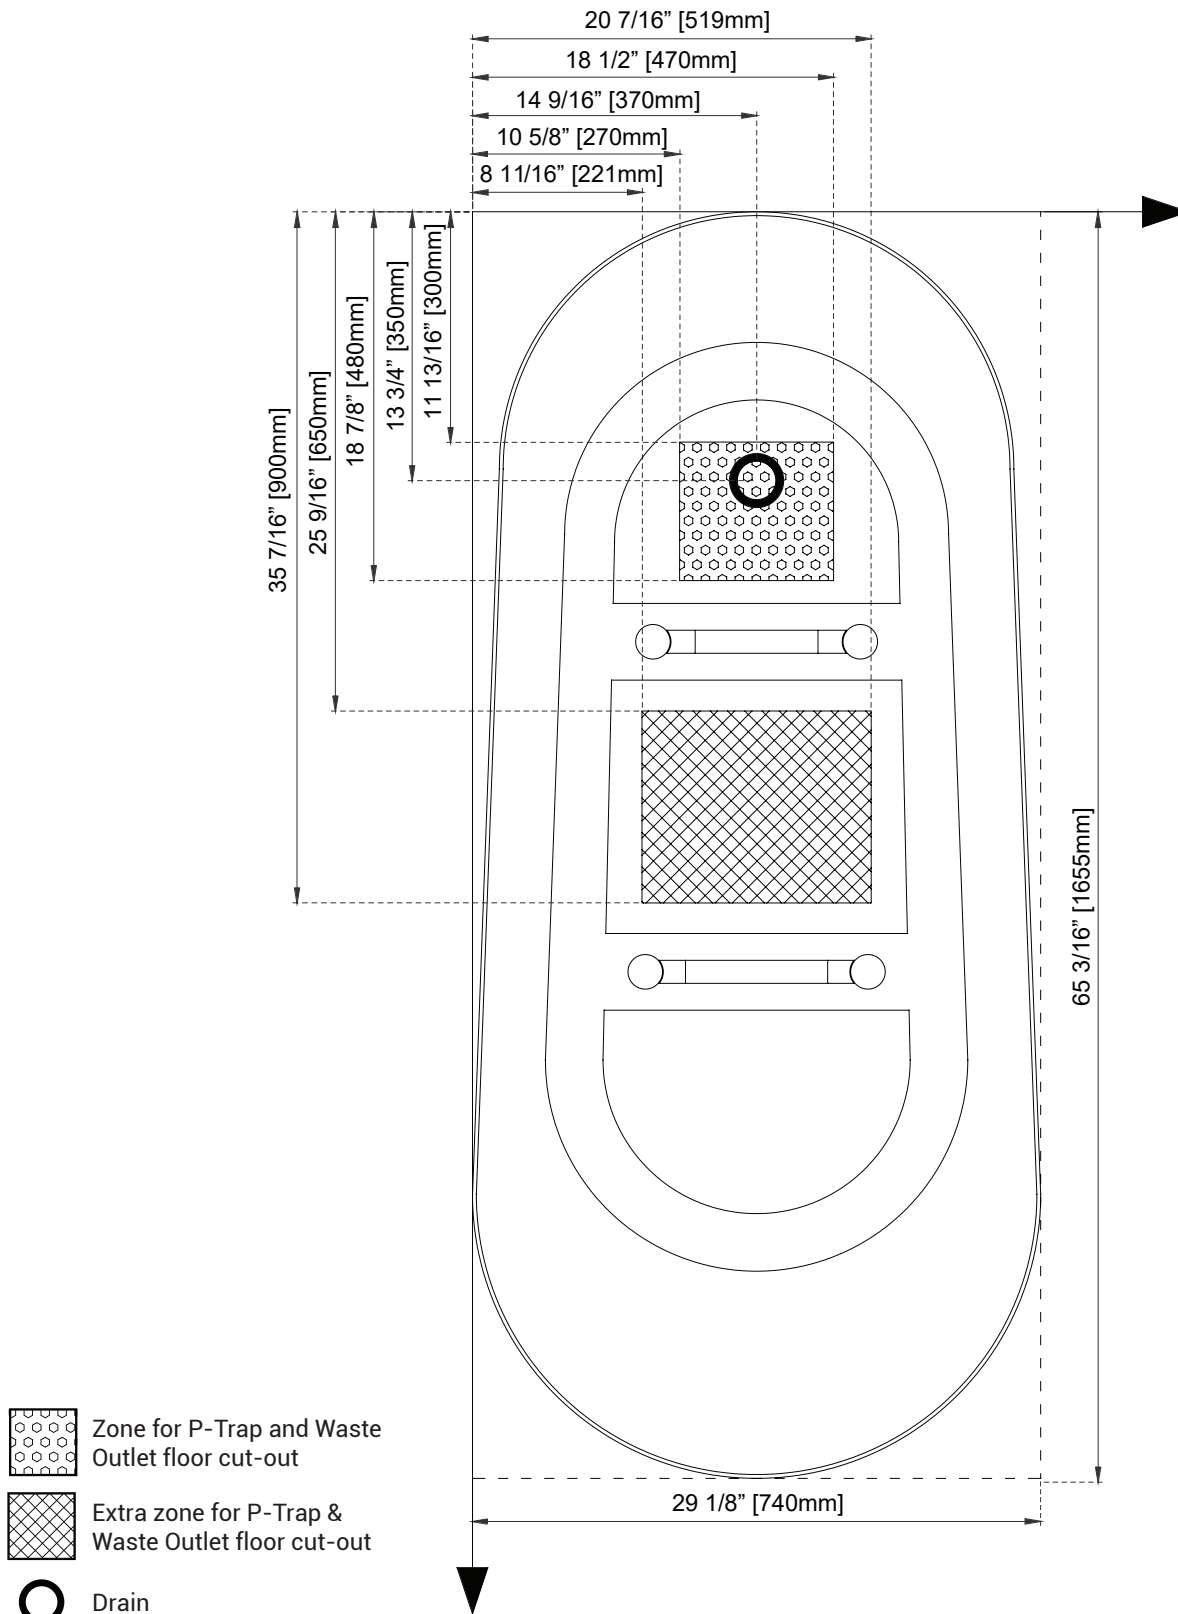 20 7/16” [519mm]
18 1/2” [470mm]
14 9/16” [370mm]
10 5/8” [270mm]
8 11/16” [221mm]
35 7/16” [900mm]
25 9/16” [650mm]
18 7/8” [480mm]
13 3/4” [350mm]
11 13/16” [300mm]
65 3/16” [1655mm]
29 1/8” [740mm]
Zone for P-Trap and Waste
Outlet floor cut-out
Extra zone for P-Trap &
Waste Outlet floor cut-out
Drain